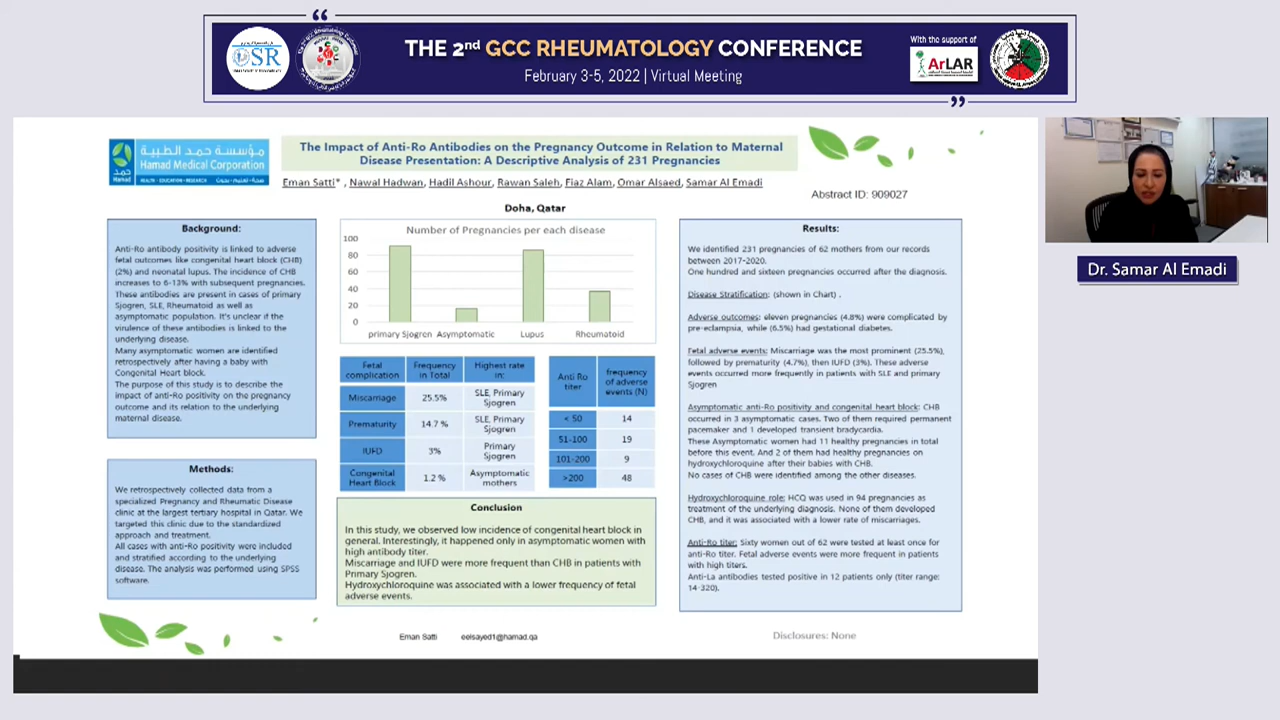 THE 2nd GCC RHEUMATOLOGY CONFERENCE
February 3-5, 2022 | Virtual Meeting
With the support of
OSR
ArLAR
مؤسسة حمد الطبية
Hamad Medical Corporation
HEALTH · EDUCATION · RESEARCH
The Impact of Anti-Ro Antibodies on the Pregnancy Outcome in Relation to Maternal
Disease Presentation: A Descriptive Analysis of 231 Pregnancies
Eman Satti* , Nawal Hadwan, Hadil Ashour, Rawan Saleh, Fiaz Alam, Omar Alsaed, Samar Al Emadi
Abstract ID: 909027
Doha, Qatar
Background:
Anti-Ro antibody positivity is linked to adverse
fetal outcomes like congenital heart block (CHB)
(2%) and neonatal lupus. The incidence of CHB
increases to 6-13% with subsequent pregnancies.
These antibodies are present in cases of primary
Sjogren, SLE, Rheumatoid as well as
asymptomatic population. It's unclear if the
virulence of these antibodies is linked to the
underlying disease.
Many asymptomatic women are identified
retrospectively after having a baby with
Congenital Heart block.
The purpose of this study is to describe the
impact of anti-Ro positivity on the pregnancy
outcome and its relation to the underlying
maternal disease.
Methods:
We retrospectively collected data from a
specialized Pregnancy and Rheumatic Disease
clinic at the largest tertiary hospital in Qatar. We
targeted this clinic due to the standardized
approach and treatment.
All cases with anti-Ro positivity were included
and stratified according to the underlying
disease. The analysis was performed using SPSS
software.
Number of Pregnancies per each disease
100
80
60
40
20
0
primary Sjogren Asymptomatic Lupus Rheumatoid
Fetal complication Frequency in Total Highest rate in:
Miscarriage 25.5% SLE, Primary Sjogren
Prematurity 14.7 % SLE, Primary Sjogren
IUFD 3% Primary Sjogren
Congenital Heart Block 1.2 % Asymptomatic mothers
Anti Ro titer frequency of adverse events (N)
< 50 14
51-100 19
101-200 9
>200 48
Conclusion
In this study, we observed low incidence of congenital heart block in
general. Interestingly, it happened only in asymptomatic women with
high antibody titer.
Miscarriage and IUFD were more frequent than CHB in patients with
Primary Sjogren.
Hydroxychloroquine was associated with a lower frequency of fetal
adverse events.
Results:
We identified 231 pregnancies of 62 mothers from our records
between 2017-2020.
One hundred and sixteen pregnancies occurred after the diagnosis.
Disease Stratification: (shown in Chart) .
Adverse outcomes: eleven pregnancies (4.8%) were complicated by
pre-eclampsia, while (6.5%) had gestational diabetes.
Fetal adverse events: Miscarriage was the most prominent (25.5%),
followed by prematurity (4.7%), then IUFD (3%). These adverse
events occurred more frequently in patients with SLE and primary
Sjogren
Asymptomatic anti-Ro positivity and congenital heart block: CHB
occurred in 3 asymptomatic cases. Two of them required permanent
pacemaker and 1 developed transient bradycardia.
These Asymptomatic women had 11 healthy pregnancies in total
before this event. And 2 of them had healthy pregnancies on
hydroxychloroquine after their babies with CHB.
No cases of CHB were identified among the other diseases.
Hydroxychloroquine role: HCQ was used in 94 pregnancies as
treatment of the underlying diagnosis. None of them developed
CHB, and it was associated with a lower rate of miscarriages.
Anti-Ro titer: Sixty women out of 62 were tested at least once for
anti-Ro titer. Fetal adverse events were more frequent in patients
with high titers.
Anti-La antibodies tested positive in 12 patients only (titer range:
14-320).
Eman Satti eelsayed1@hamad.qa
Disclosures: None
Dr. Samar Al Emadi